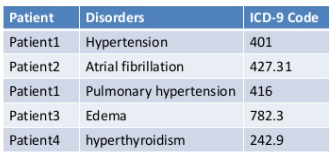 Patient Disorders ICD-9 Code
Patient1 Hypertension 401
Patient2 Atrial fibrillation 427.31
Patient1 Pulmonary hypertension 416
Patient3 Edema 782.3
Patient4 hyperthyroidism 242.9